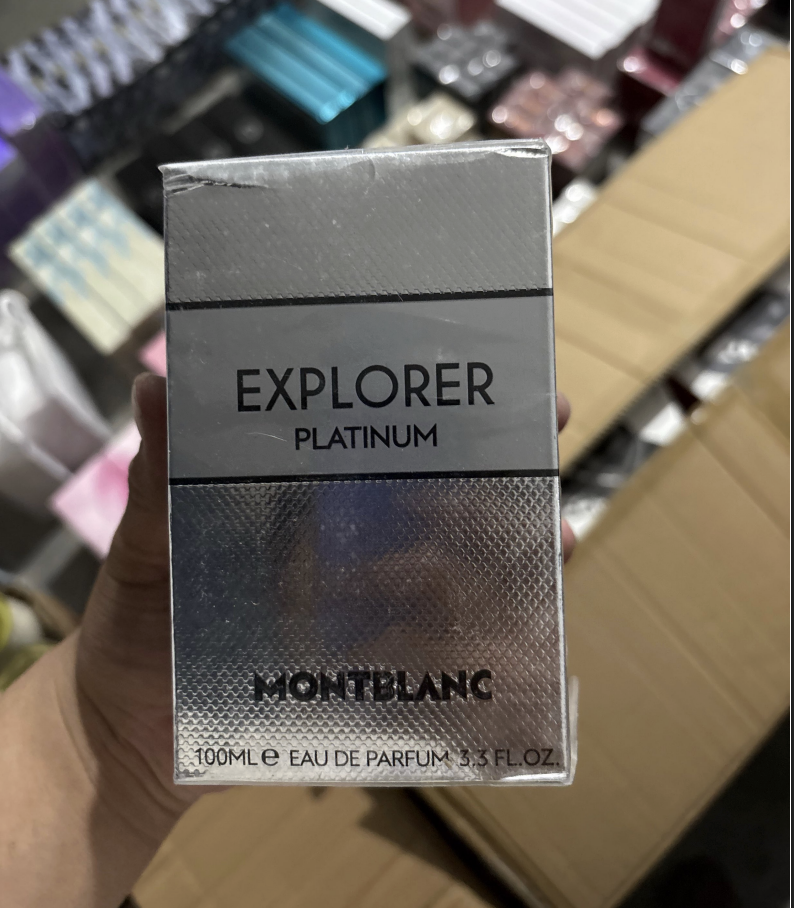 EXPLORER
PLATINUM
MONTBLANC
100ML e EAU DE PARFUM 3.3 FL.OZ.